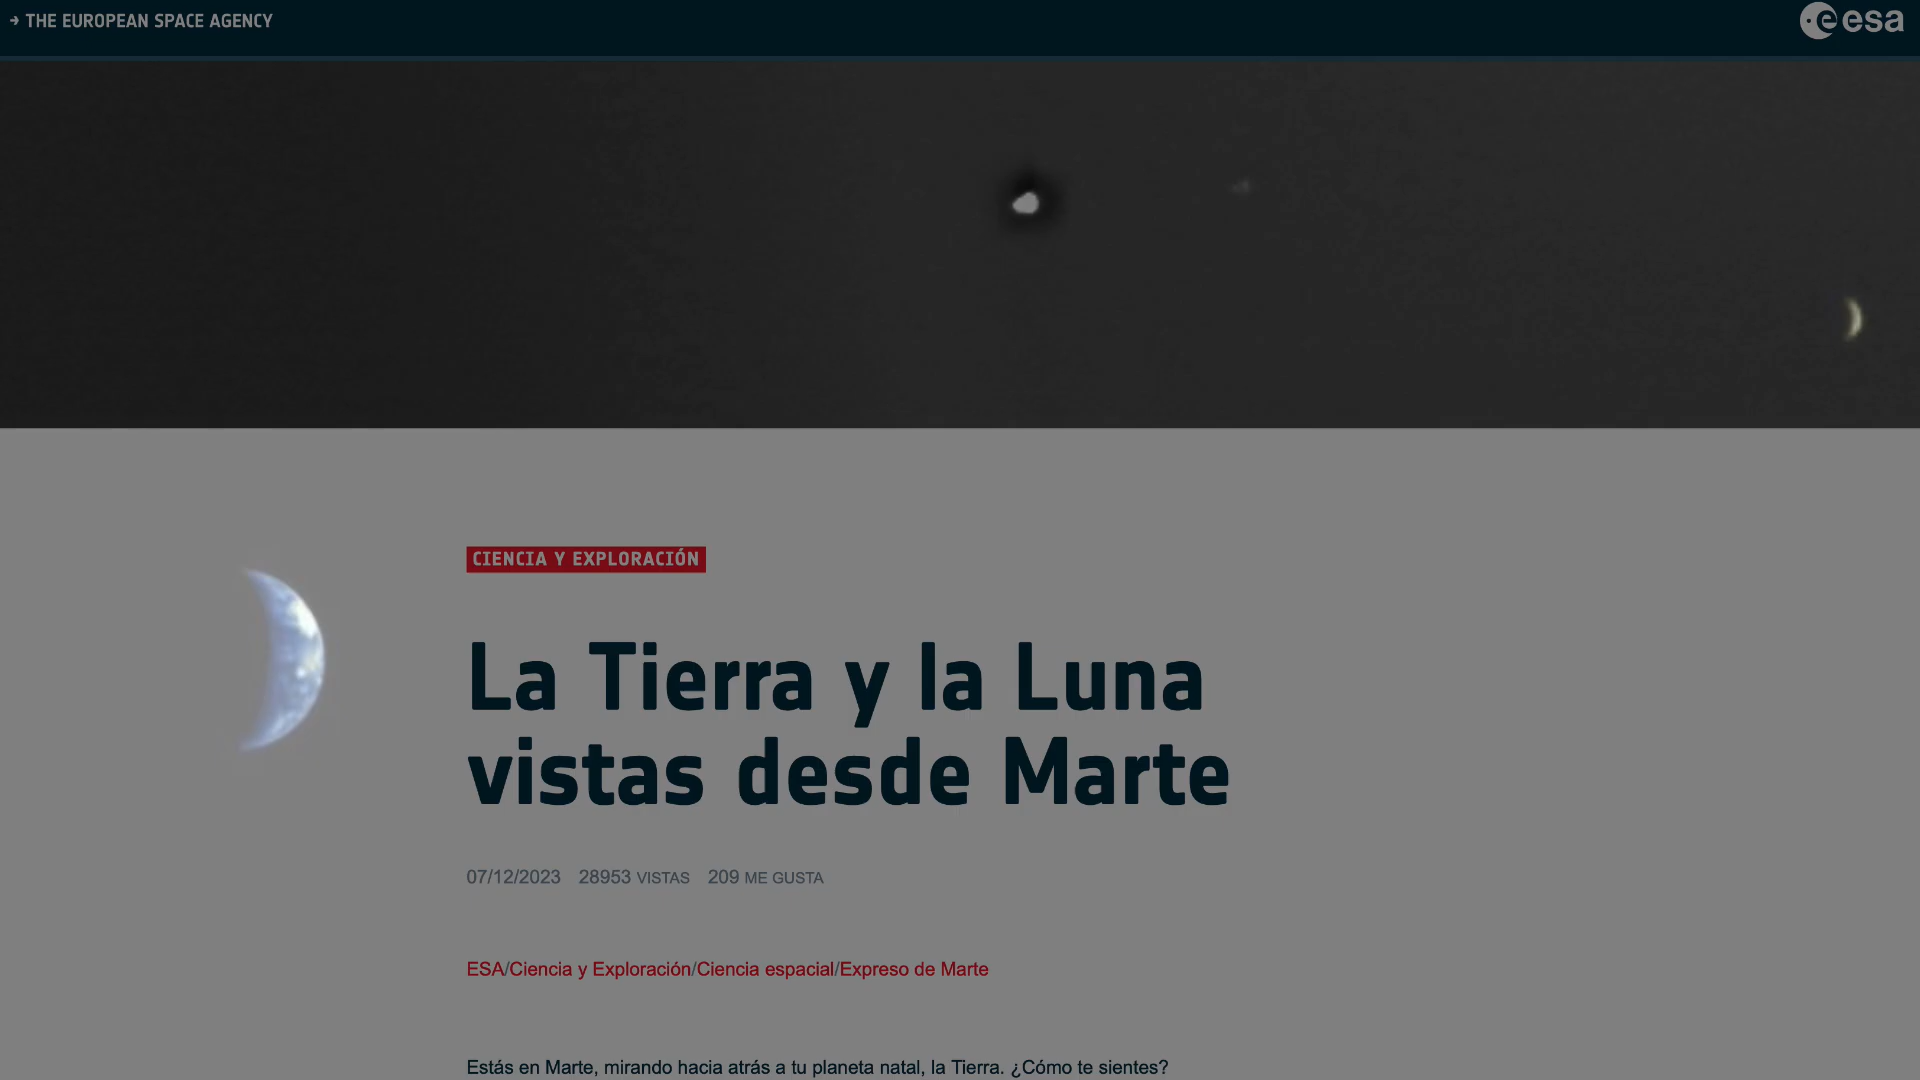 → THE EUROPEAN SPACE AGENCY
esa
CIENCIA Y EXPLORACIÓN
La Tierra y la Luna
vistas desde Marte
07/12/2023 28953 VISTAS 209 ME GUSTA
ESA/Ciencia y Exploración/Ciencia espacial/Expreso de Marte
Estás en Marte, mirando hacia atrás a tu planeta natal, la Tierra. ¿Cómo te sientes?